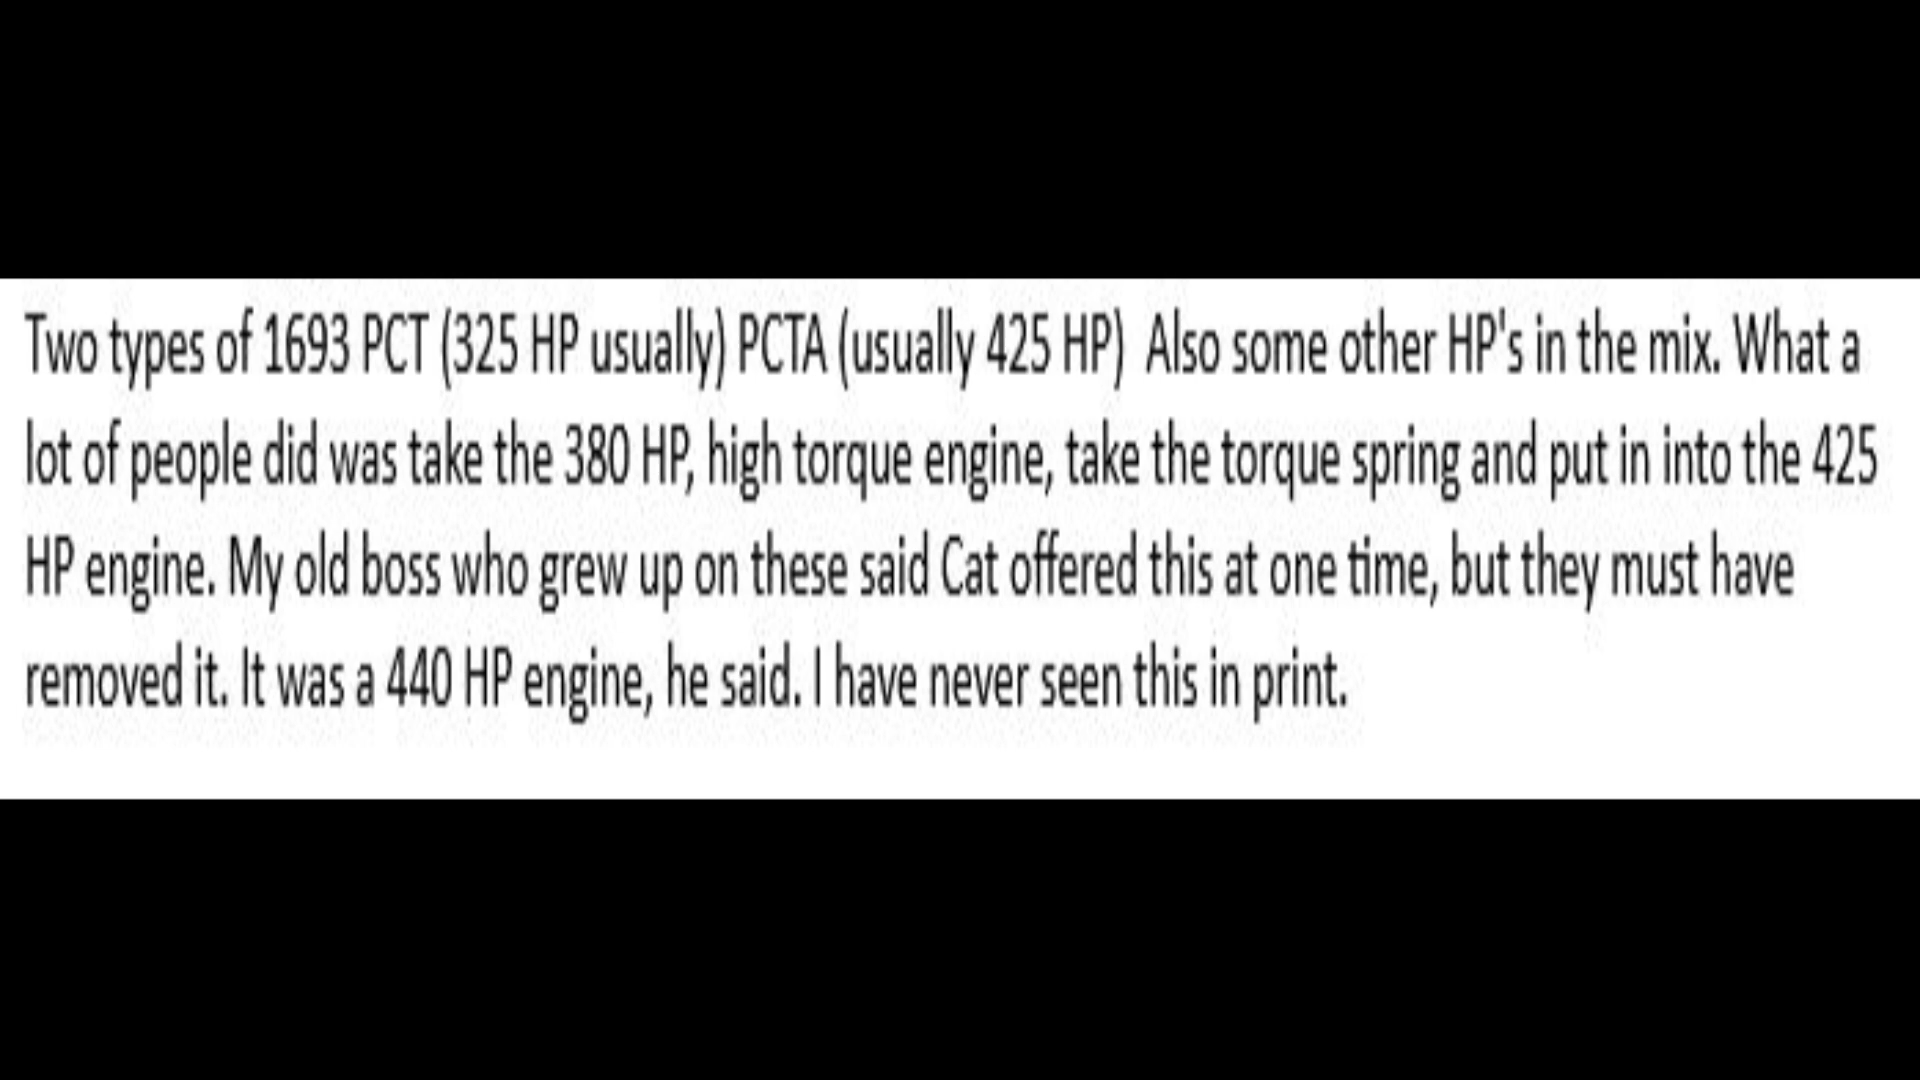 Two types of 1693 PCT (325 HP usually) PCTA (usually 425 HP) Also some other HP's in the mix. What a
lot of people did was take the 380 HP, high torque engine, take the torque spring and put in into the 425
HP engine. My old boss who grew up on these said Cat offered this at one time, but they must have
removed it. It was a 440 HP engine, he said. I have never seen this in print.